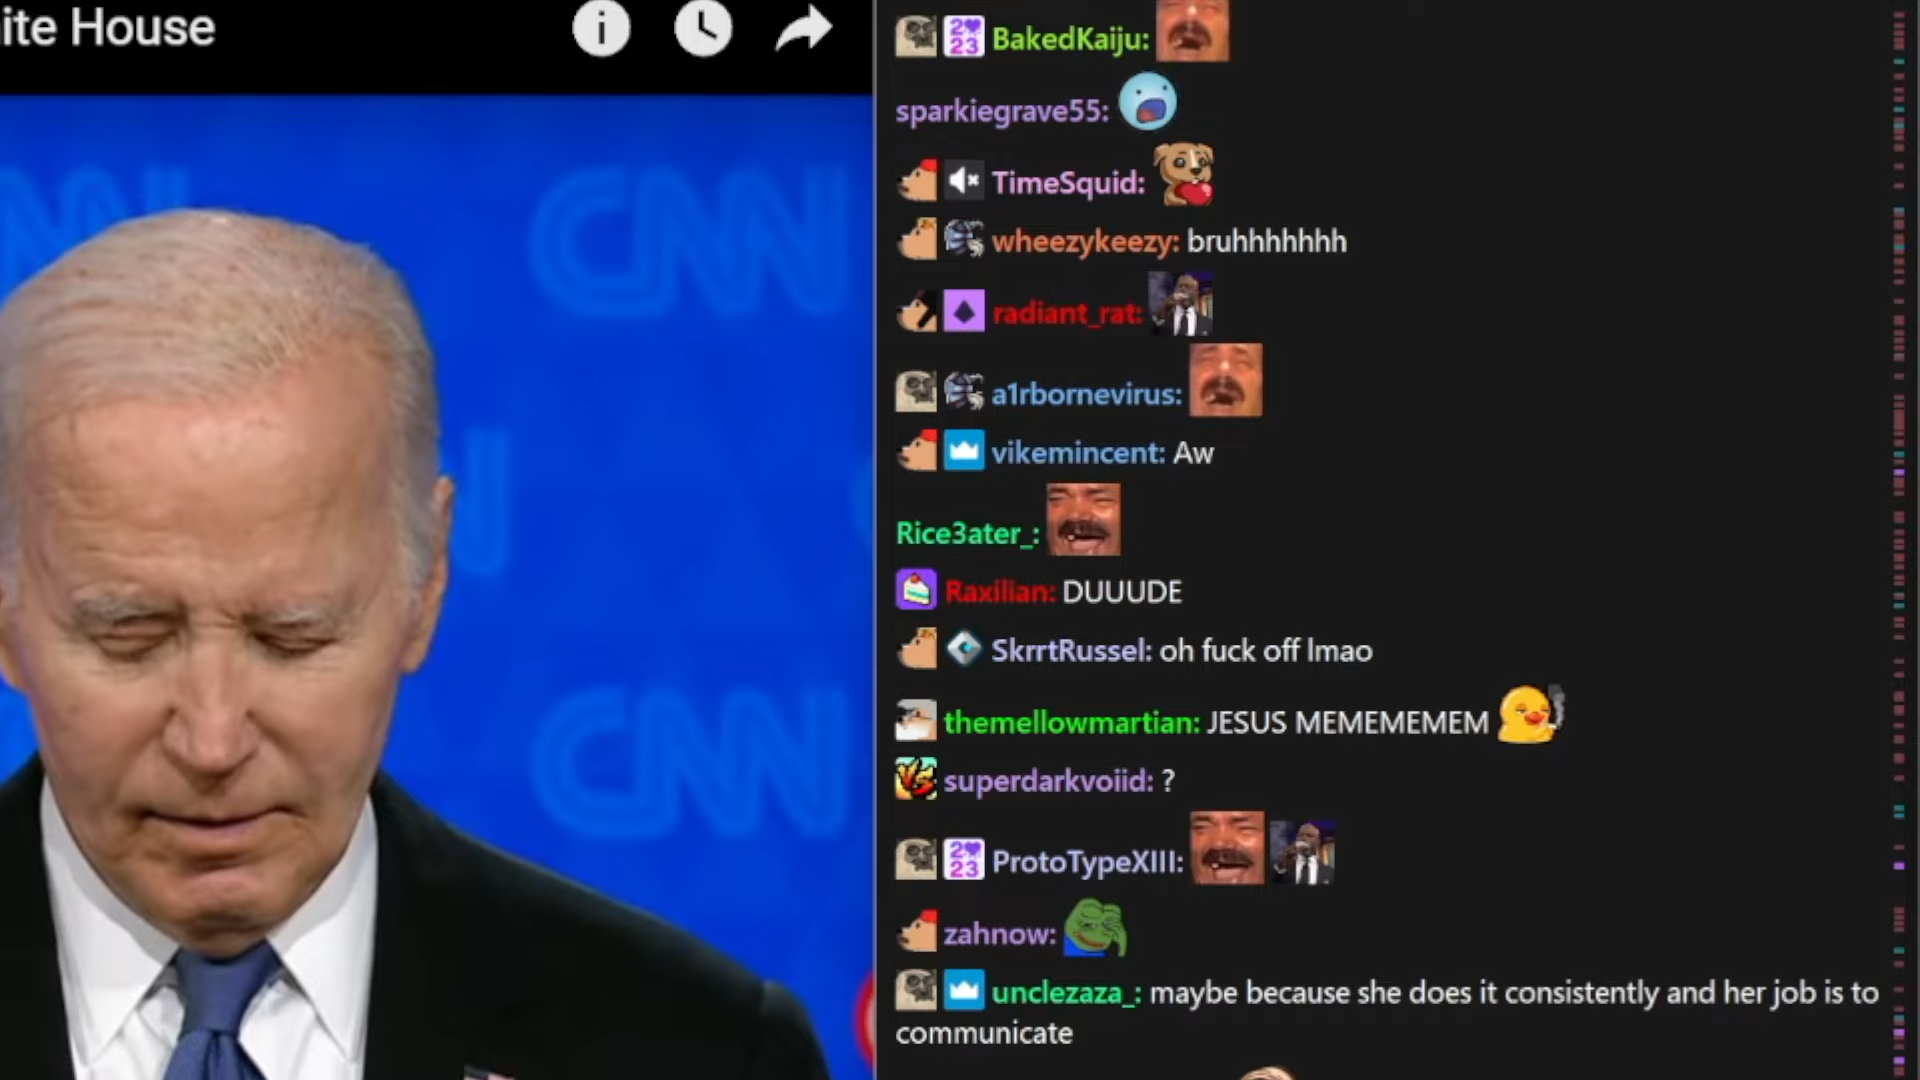 ite House
CNN
CNN
BakedKaiju:
sparkiegrave55:
TimeSquid:
wheezykeezy: bruhhhhhhh
radiant_rat:
a1rbornevirus:
vikemincent: Aw
Rice3ater_:
Raxilian: DUUUDE
SkrrtRussel: oh fuck off lmao
themellowmartian: JESUS MEMEMEMEM
superdarkvoiid: ?
ProtoTypeXIII:
zahnow:
unclezaza_: maybe because she does it consistently and her job is to
communicate